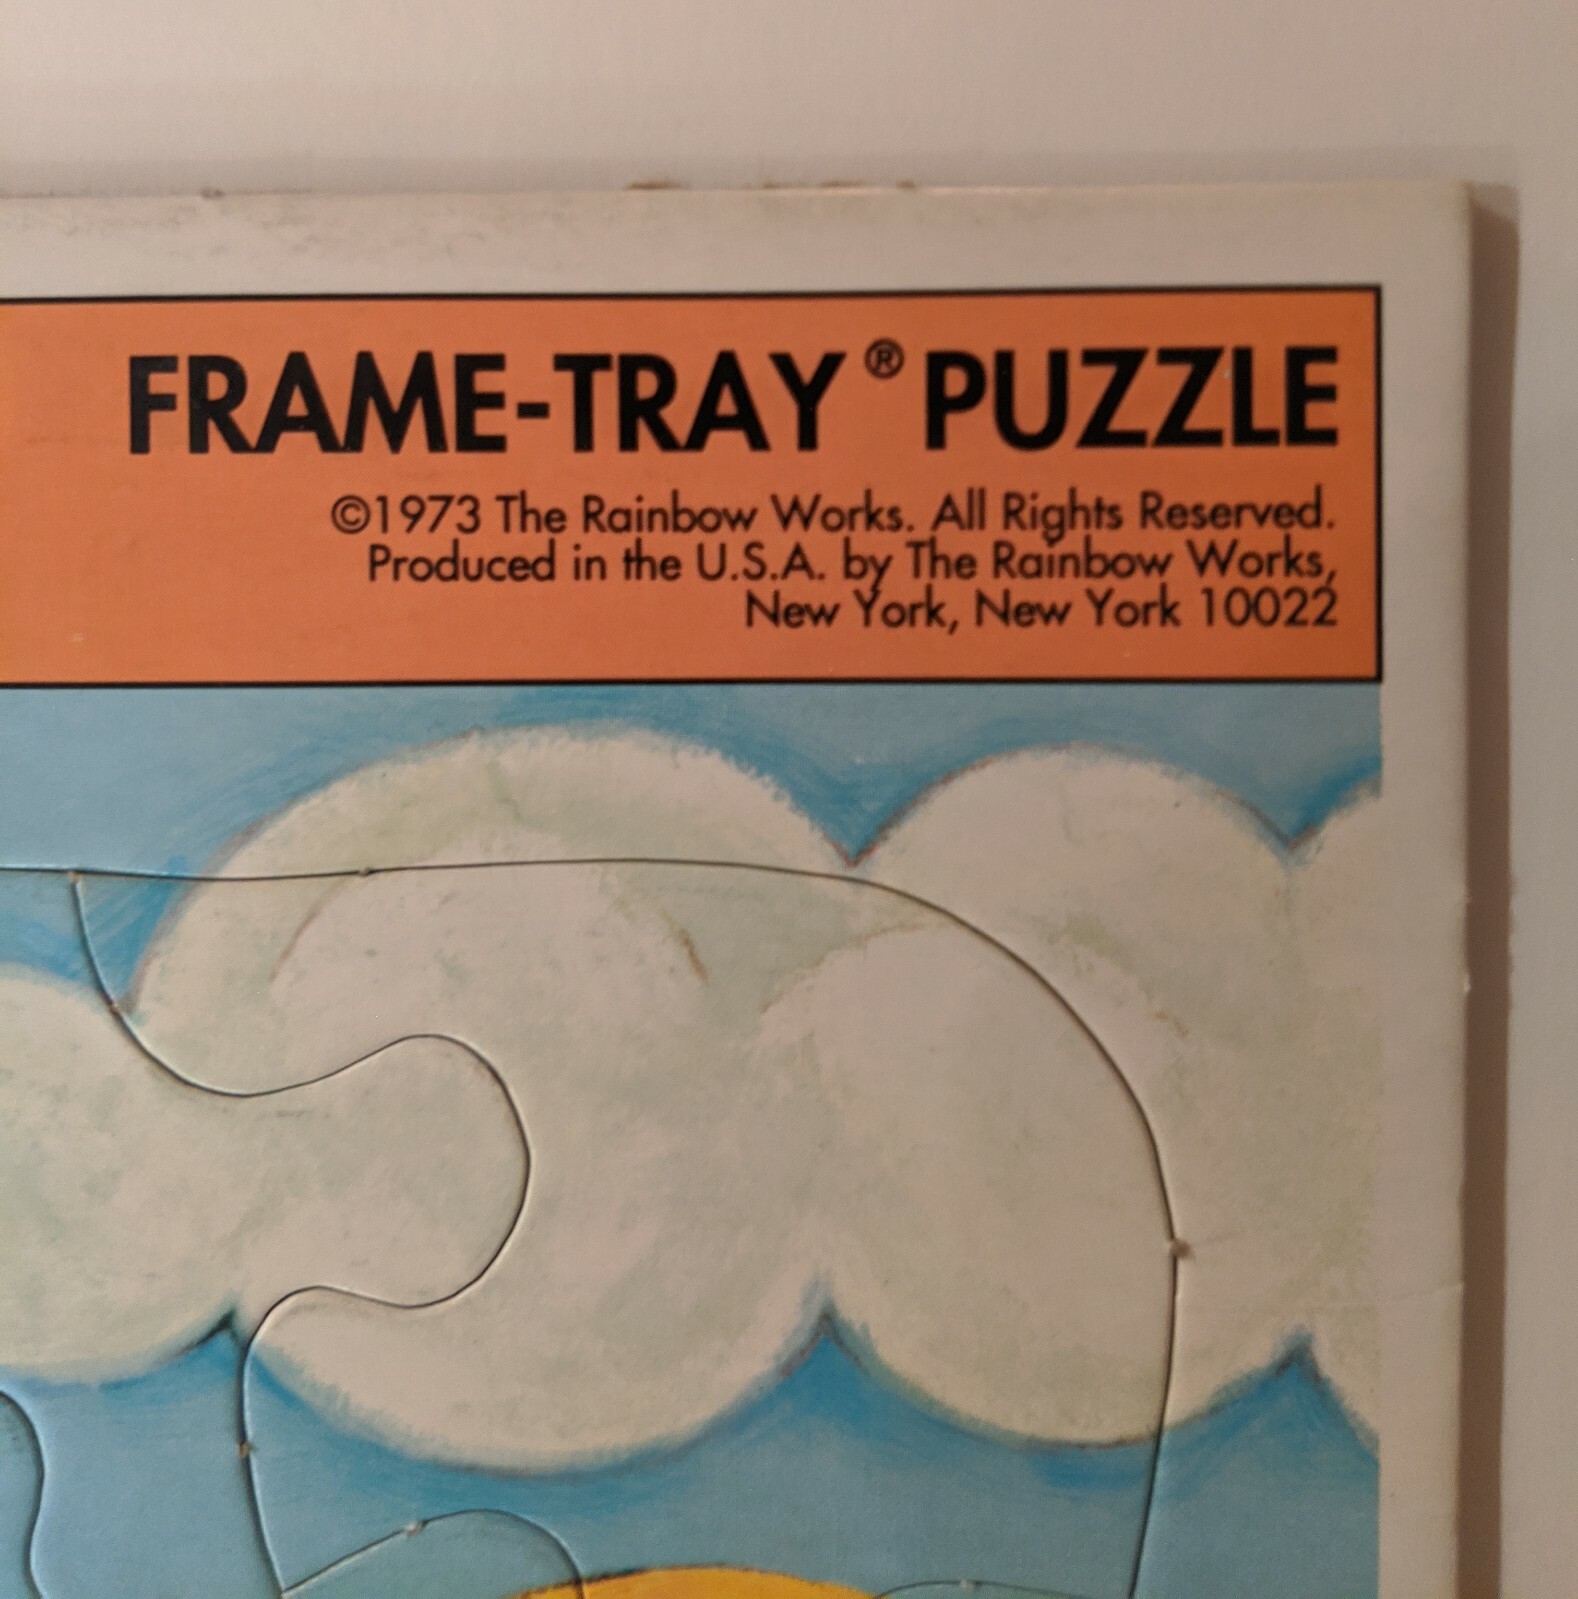 FRAME-TRAY® PUZZLE
©1973 The Rainbow Works. All Rights Reserved.
Produced in the U.S.A. by The Rainbow Works,
New York, New York 10022